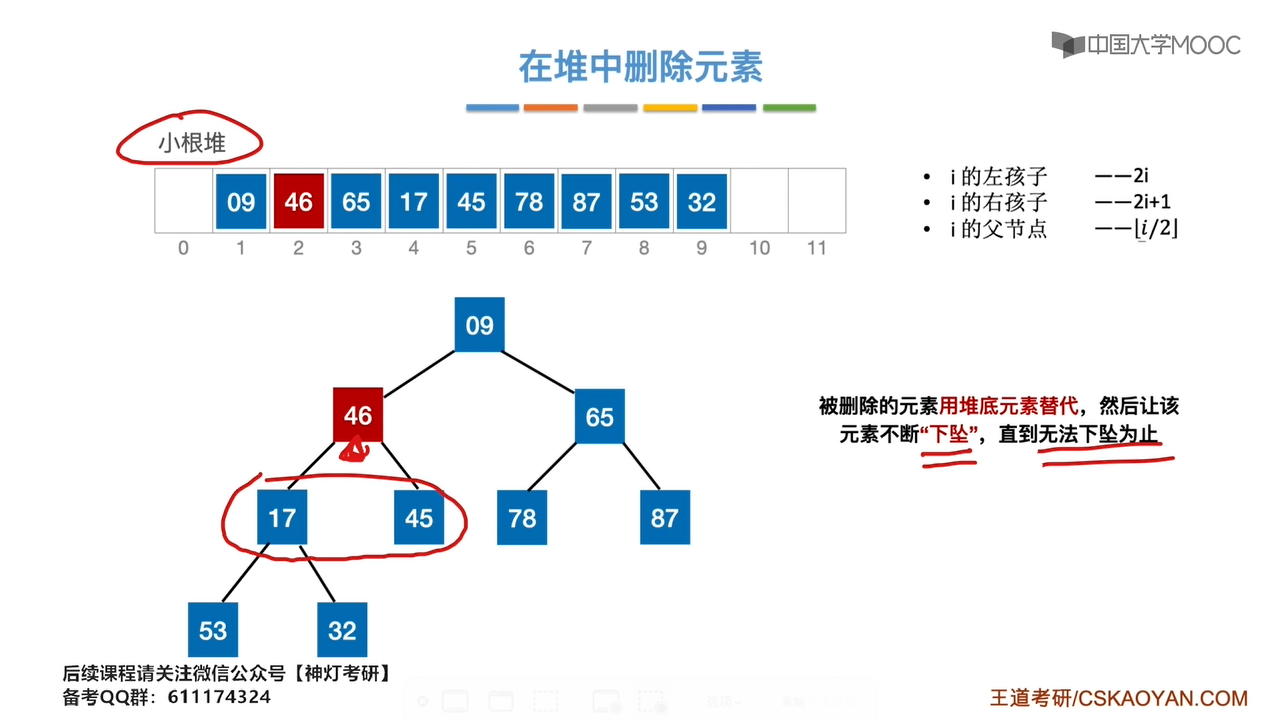 中国大学MOOC
在堆中删除元素
小根堆
09 46 65 17 45 78 87 53 32
0 1 2 3 4 5 6 7 8 9 10 11
• i 的左孩子 ——2i
• i 的右孩子 ——2i+1
• i 的父节点 ——⌊i/2⌋
09
46 65
17 45 78 87
53 32
被删除的元素用堆底元素替代，然后让该
元素不断“下坠”，直到无法下坠为止
后续课程请关注微信公众号【神灯考研】
备考QQ群：611174324
王道考研/CSKAOYAN.COM